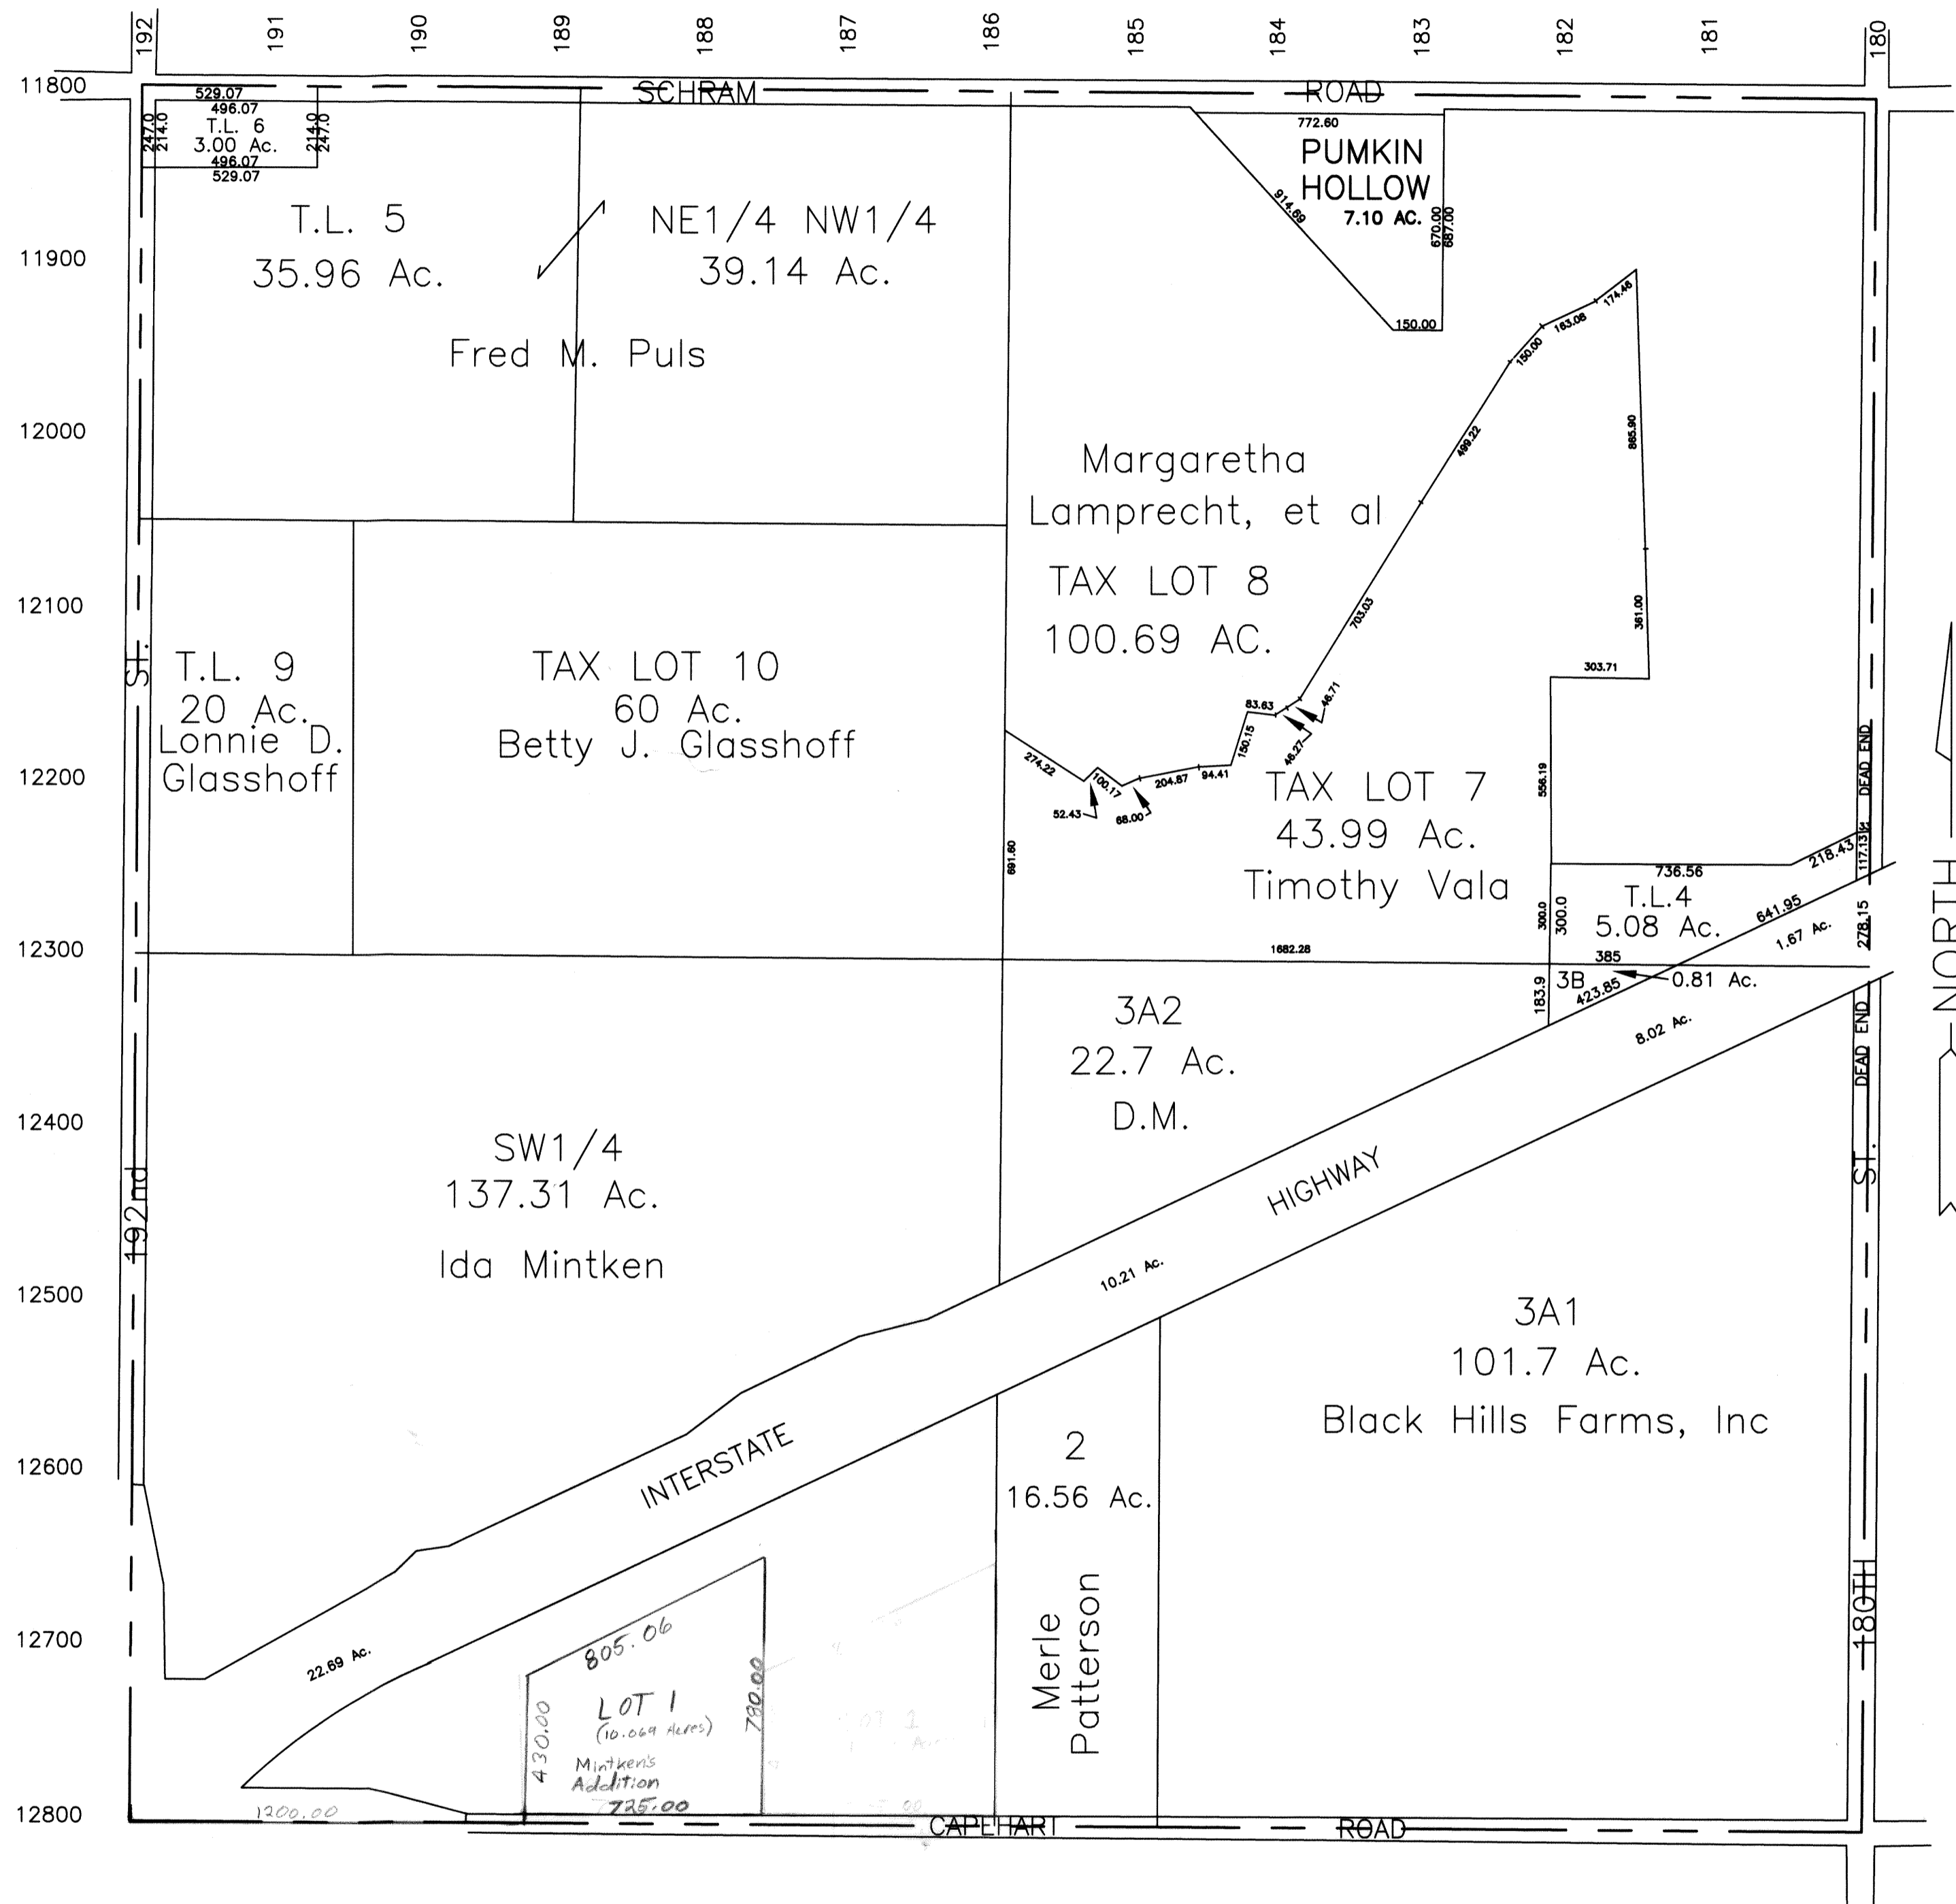 192
191
190
189
188
187
186
185
184
183
182
181
180
11800
11900
12000
12100
12200
12300
12400
12500
12600
12700
12800
SCHRAM ROAD
529.07
496.07
247.0
214.0
T.L. 6
3.00 Ac.
214.0
247.0
496.07
529.07
T.L. 5
35.96 Ac.
NE1/4 NW1/4
39.14 Ac.
Fred M. Puls
772.60
PUMKIN
HOLLOW
7.10 AC.
914.69
670.00
687.00
150.00
174.46
163.08
150.00
499.22
865.90
703.03
361.00
303.71
Margaretha
Lamprecht, et al
TAX LOT 8
100.69 AC.
T.L. 9
20 Ac.
Lonnie D.
Glasshoff
TAX LOT 10
60 Ac.
Betty J. Glasshoff
83.63
46.71
150.15
46.27
274.22
100.17
204.87
94.41
52.43
68.00
TAX LOT 7
43.99 Ac.
Timothy Vala
691.60
556.19
DEAD END
117.13
218.43
736.56
T.L.4
5.08 Ac.
300.0
300.0
641.95
1.67 Ac.
278.15
1682.28
385
3B
0.81 Ac.
183.9
423.85
8.02 Ac.
DEAD END
NORTH
3A2
22.7 Ac.
D.M.
SW1/4
137.31 Ac.
Ida Mintken
192nd ST.
INTERSTATE HIGHWAY
10.21 Ac.
3A1
101.7 Ac.
Black Hills Farms, Inc
2
16.56 Ac.
Merle
Patterson
180TH ST.
22.69 Ac.
805.06
LOT 1
(10.069 Acres)
Mintken's
Addition
430.00
780.00
725.00
1200.00
CAPEHART ROAD